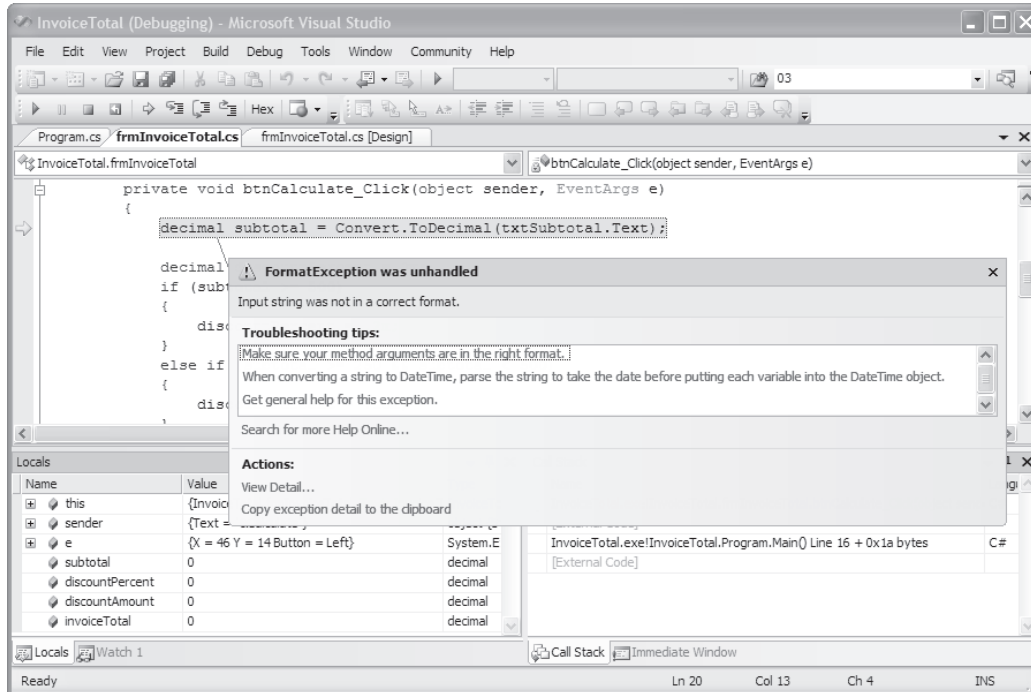 InvoiceTotal (Debugging) - Microsoft Visual Studio
File Edit View Project Build Debug Tools Window Community Help
03
Hex
Program.cs frmInvoiceTotal.cs frmInvoiceTotal.cs [Design]
InvoiceTotal.frmInvoiceTotal btnCalculate_Click(object sender, EventArgs e)
private void btnCalculate_Click(object sender, EventArgs e)
{
decimal subtotal = Convert.ToDecimal(txtSubtotal.Text);
decimal
if (subt
{
disc
}
else if
{
disc
}
FormatException was unhandled
Input string was not in a correct format.
Troubleshooting tips:
Make sure your method arguments are in the right format.
When converting a string to DateTime, parse the string to take the date before putting each variable into the DateTime object.
Get general help for this exception.
Search for more Help Online...
Actions:
View Detail...
Copy exception detail to the clipboard
Locals
Name Value
this {Invoic
sender {Text =
e {X = 46 Y = 14 Button = Left} System.E
subtotal 0 decimal
discountPercent 0 decimal
discountAmount 0 decimal
invoiceTotal 0 decimal
[External Code]
InvoiceTotal.exe!InvoiceTotal.Program.Main() Line 16 + 0x1a bytes C#
[External Code]
Locals Watch 1 Call Stack Immediate Window
Ready Ln 20 Col 13 Ch 4 INS